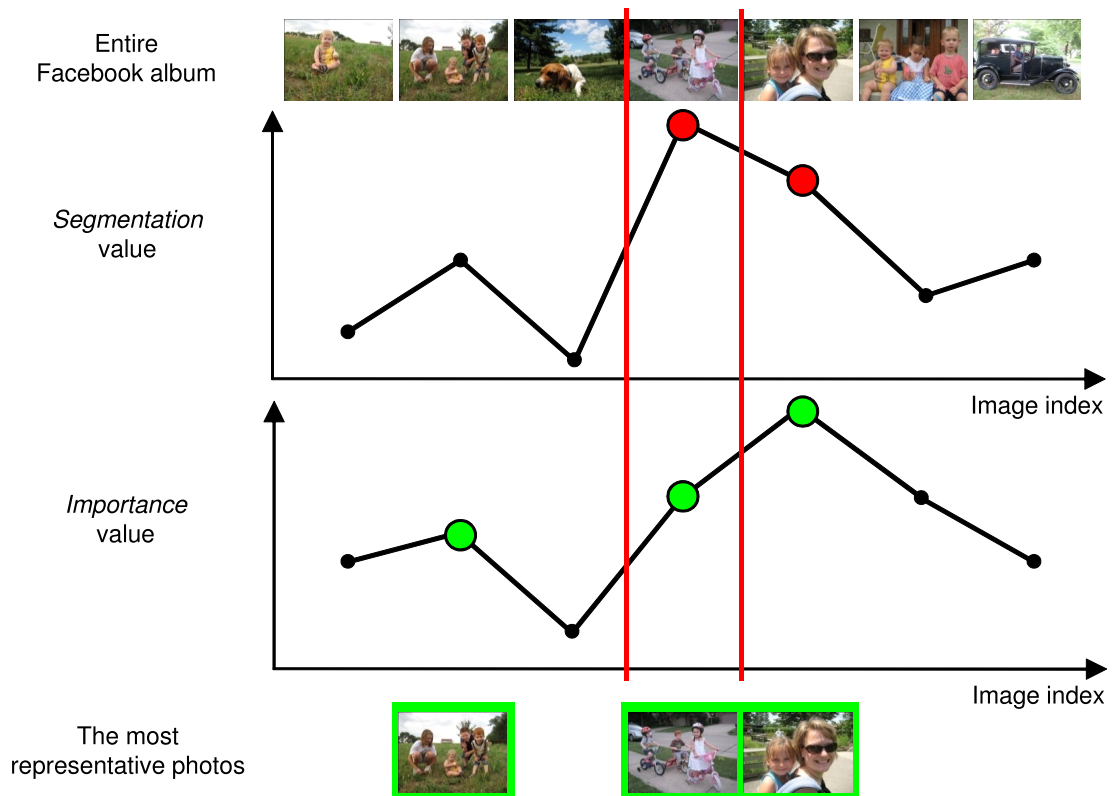 Entire
Facebook album
Segmentation
value
Image index
Importance
value
Image index
The most
representative photos